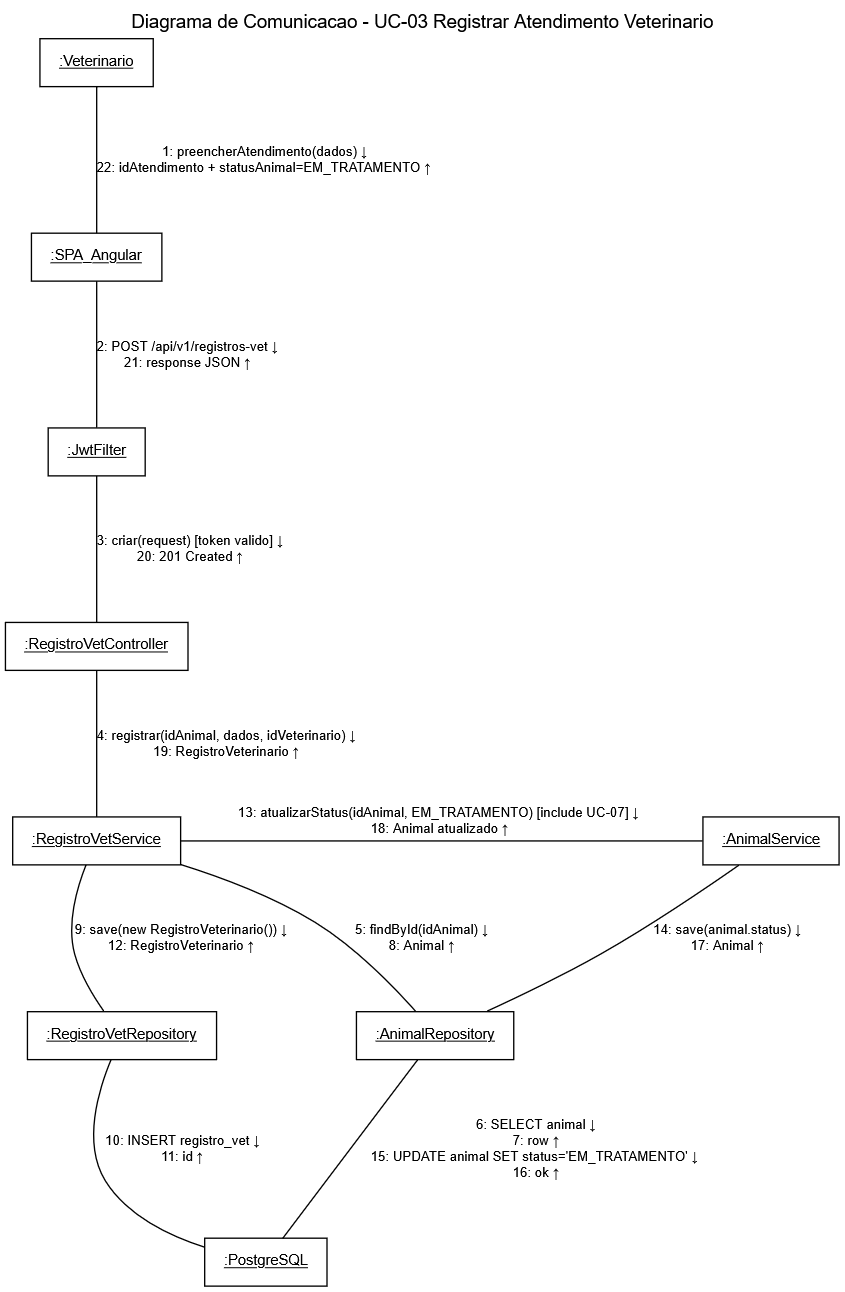 Diagrama de Comunicacao - UC-03 Registrar Atendimento Veterinario
:Veterinario
1: preencherAtendimento(dados) ↓
22: idAtendimento + statusAnimal=EM_TRATAMENTO ↑
:SPA_Angular
2: POST /api/v1/registros-vet ↓
21: response JSON ↑
:JwtFilter
3: criar(request) [token valido] ↓
20: 201 Created ↑
:RegistroVetController
4: registrar(idAnimal, dados, idVeterinario) ↓
19: RegistroVeterinario ↑
:RegistroVetService
13: atualizarStatus(idAnimal, EM_TRATAMENTO) [include UC-07] ↓
18: Animal atualizado ↑
:AnimalService
9: save(new RegistroVeterinario()) ↓
12: RegistroVeterinario ↑
5: findById(idAnimal) ↓
8: Animal ↑
14: save(animal.status) ↓
17: Animal ↑
:RegistroVetRepository
:AnimalRepository
10: INSERT registro_vet ↓
11: id ↑
6: SELECT animal ↓
7: row ↑
15: UPDATE animal SET status='EM_TRATAMENTO' ↓
16: ok ↑
:PostgreSQL